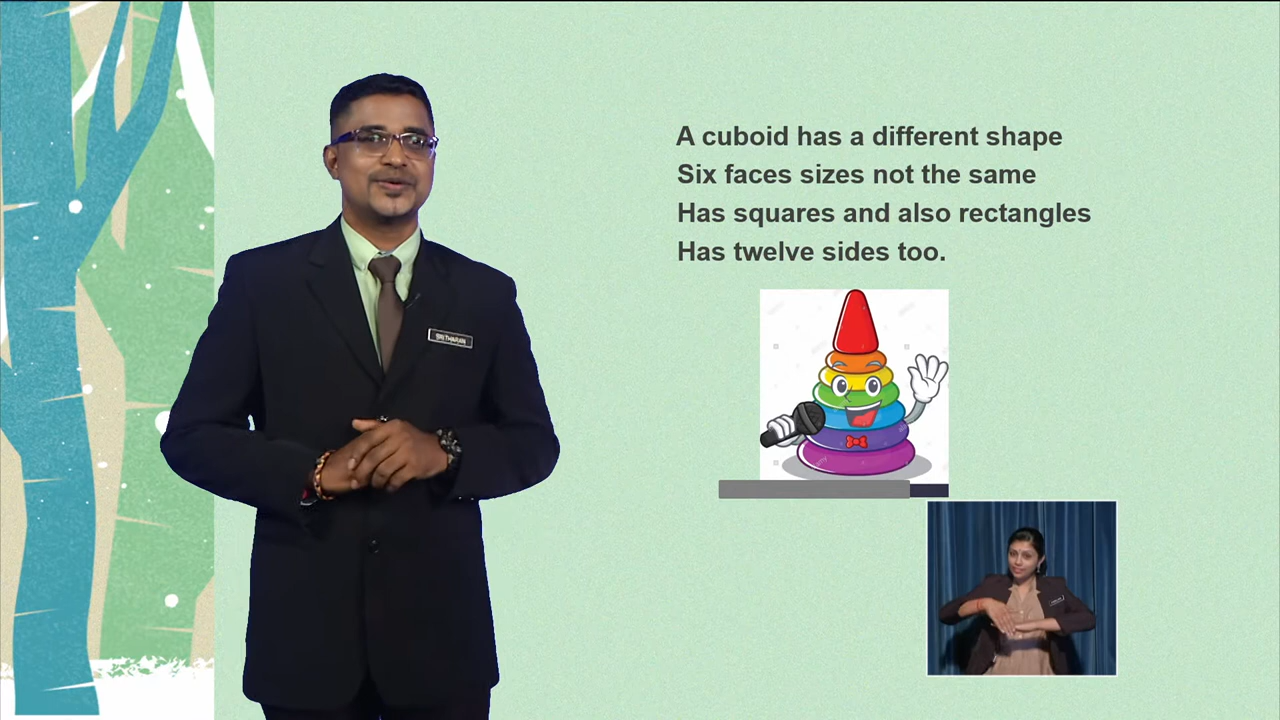 A cuboid has a different shape
Six faces sizes not the same
Has squares and also rectangles
Has twelve sides too.
SRITHARAN